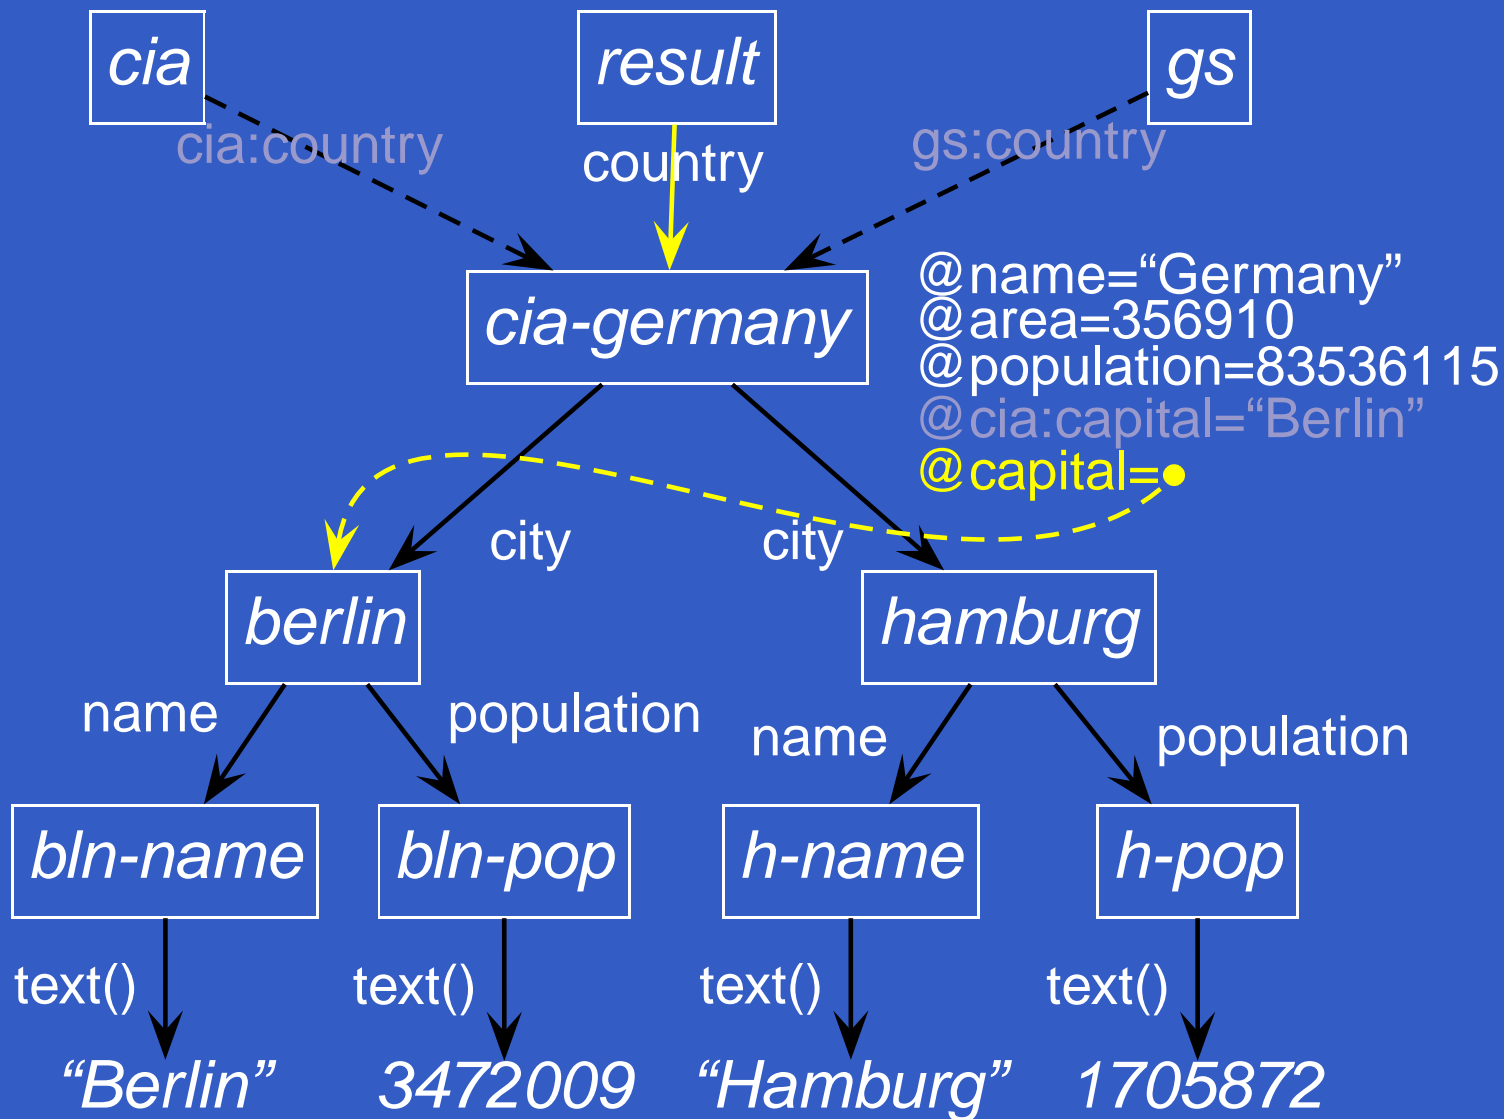 cia result gs
cia:country country gs:country
cia-germany
@name=“Germany”
@area=356910
@population=83536115
@cia:capital=“Berlin”
@capital=
city city
berlin hamburg
name population name population
bln-name bln-pop h-name h-pop
text() text() text() text()
“Berlin” 3472009 “Hamburg” 1705872